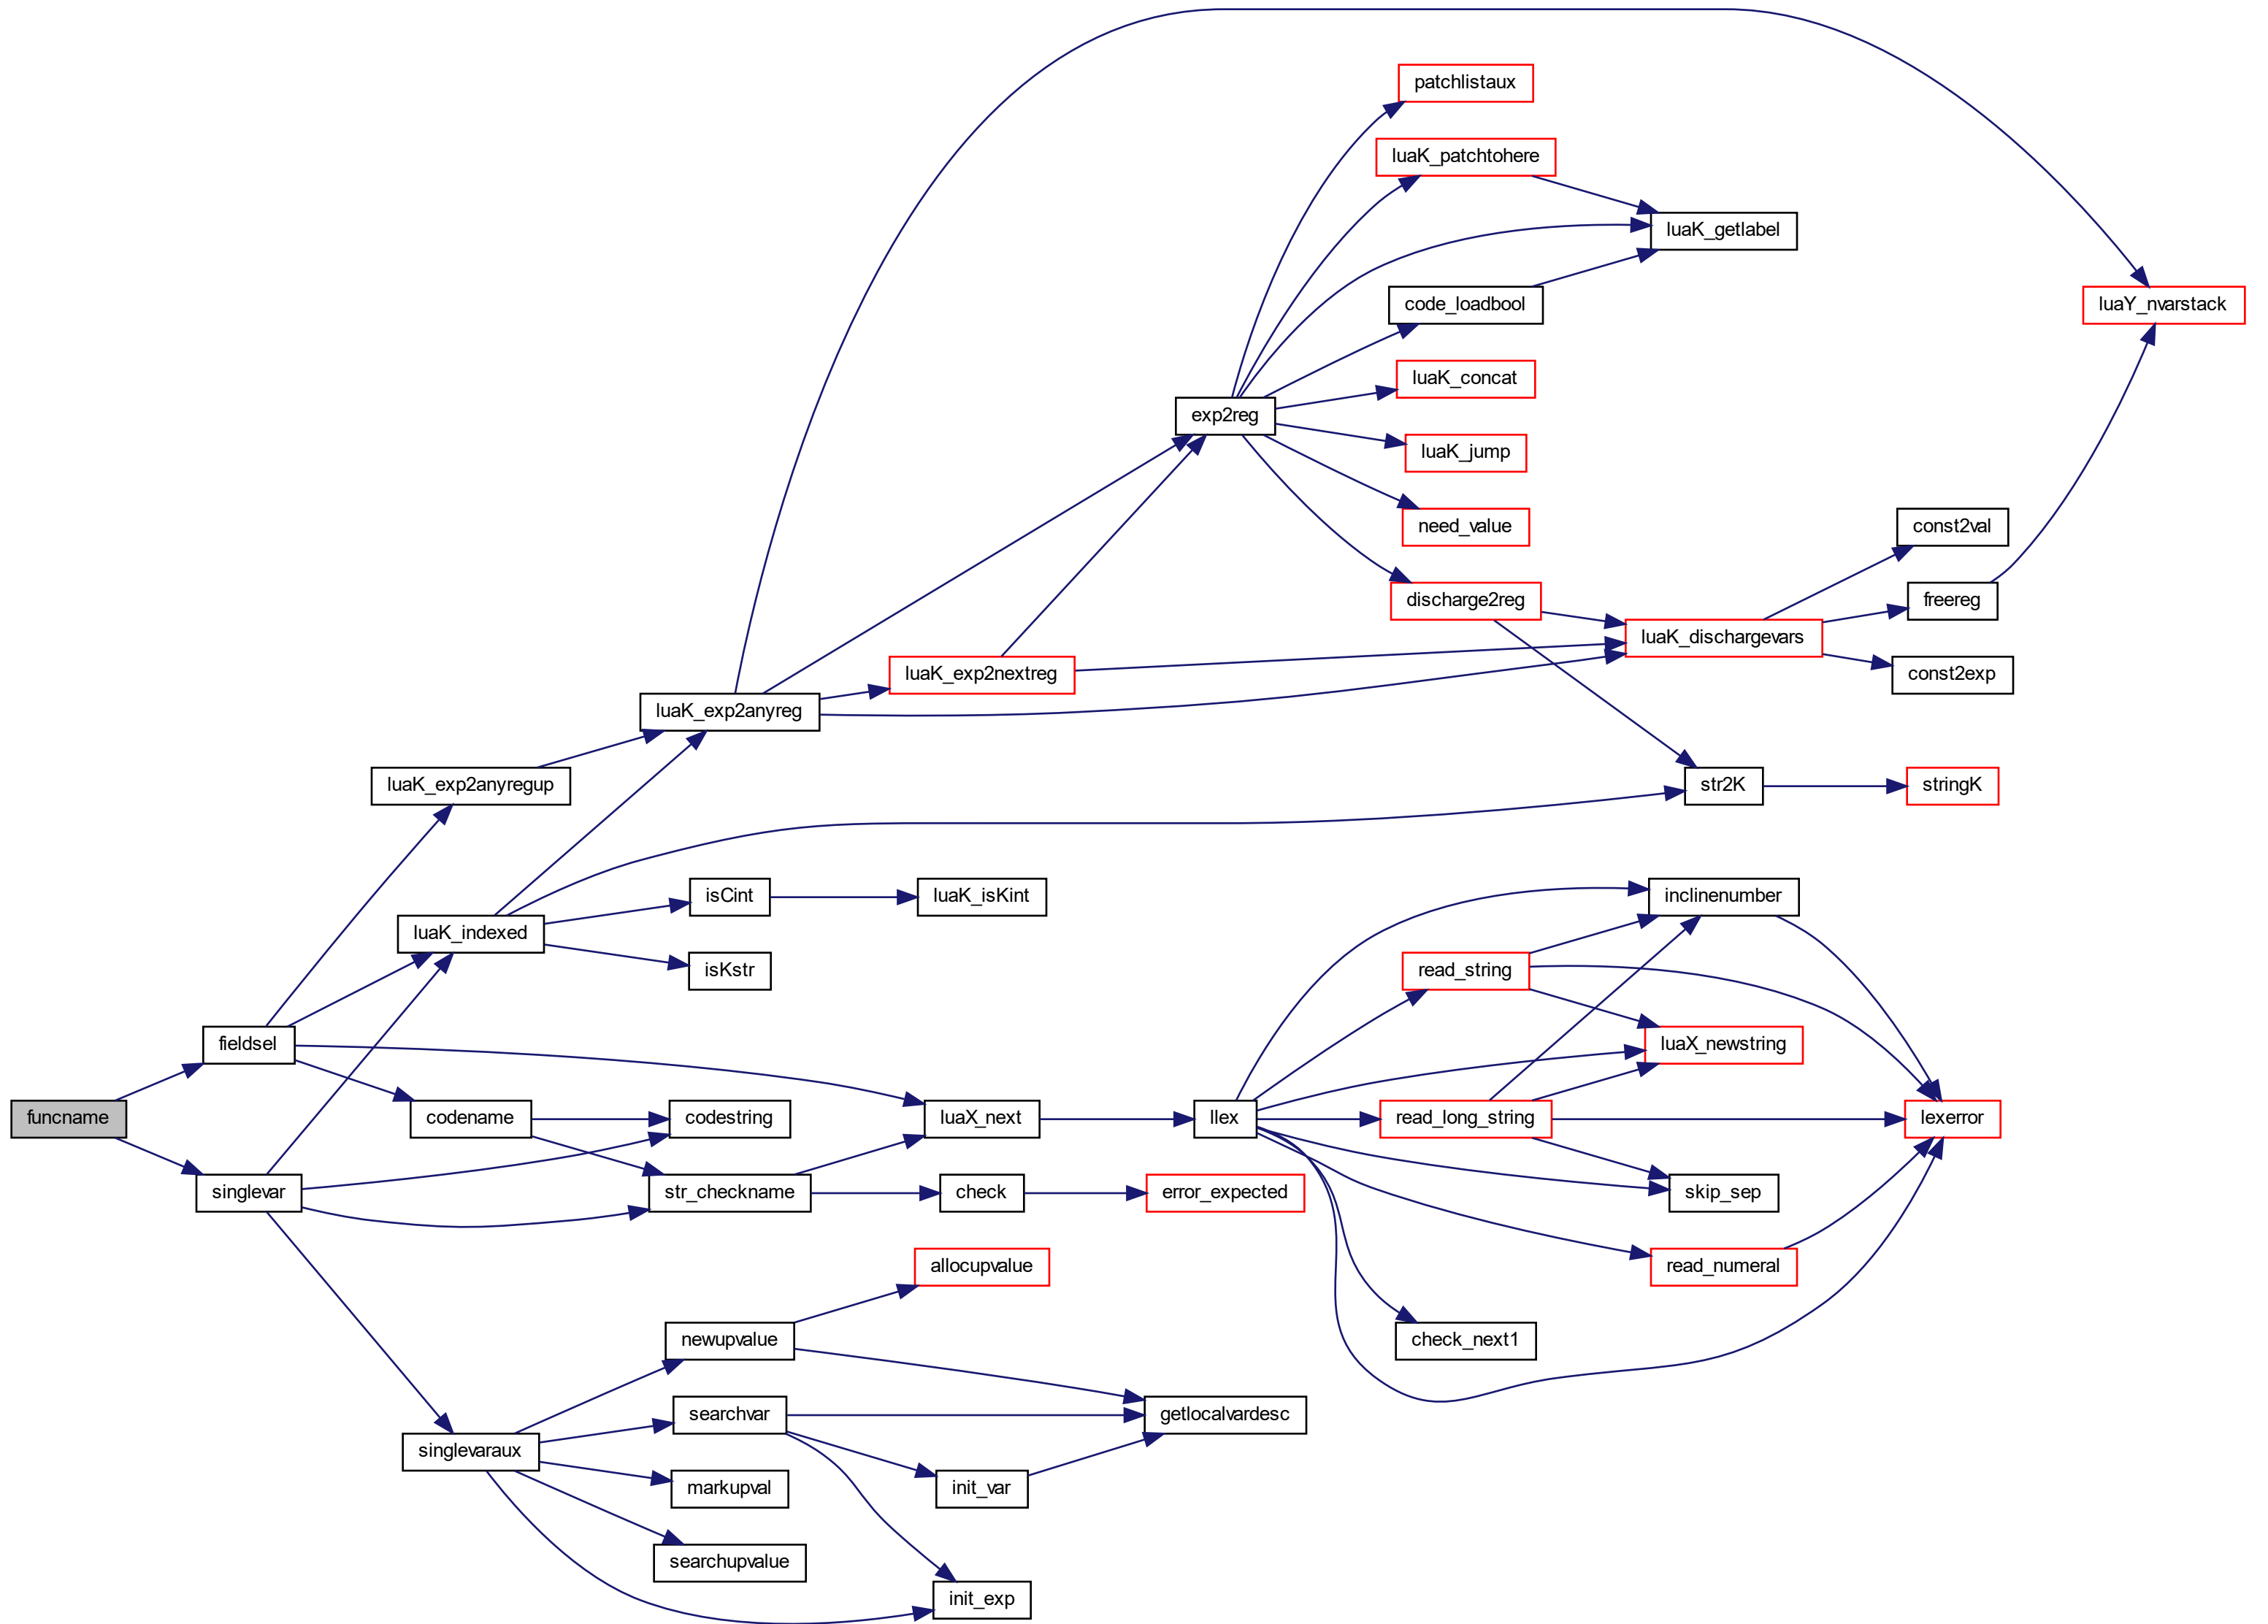 patchlistaux
luaK_patchtohere
luaK_getlabel
code_loadbool
luaY_nvarstack
luaK_concat
exp2reg
luaK_jump
need_value
const2val
discharge2reg
freereg
luaK_dischargevars
luaK_exp2nextreg
const2exp
luaK_exp2anyreg
luaK_exp2anyregup
str2K
stringK
isCint
luaK_isKint
inclinenumber
luaK_indexed
isKstr
read_string
fieldsel
luaX_newstring
funcname
codename
codestring
luaX_next
llex
read_long_string
lexerror
singlevar
str_checkname
check
error_expected
skip_sep
allocupvalue
read_numeral
newupvalue
check_next1
searchvar
getlocalvardesc
singlevaraux
markupval
init_var
searchupvalue
init_exp